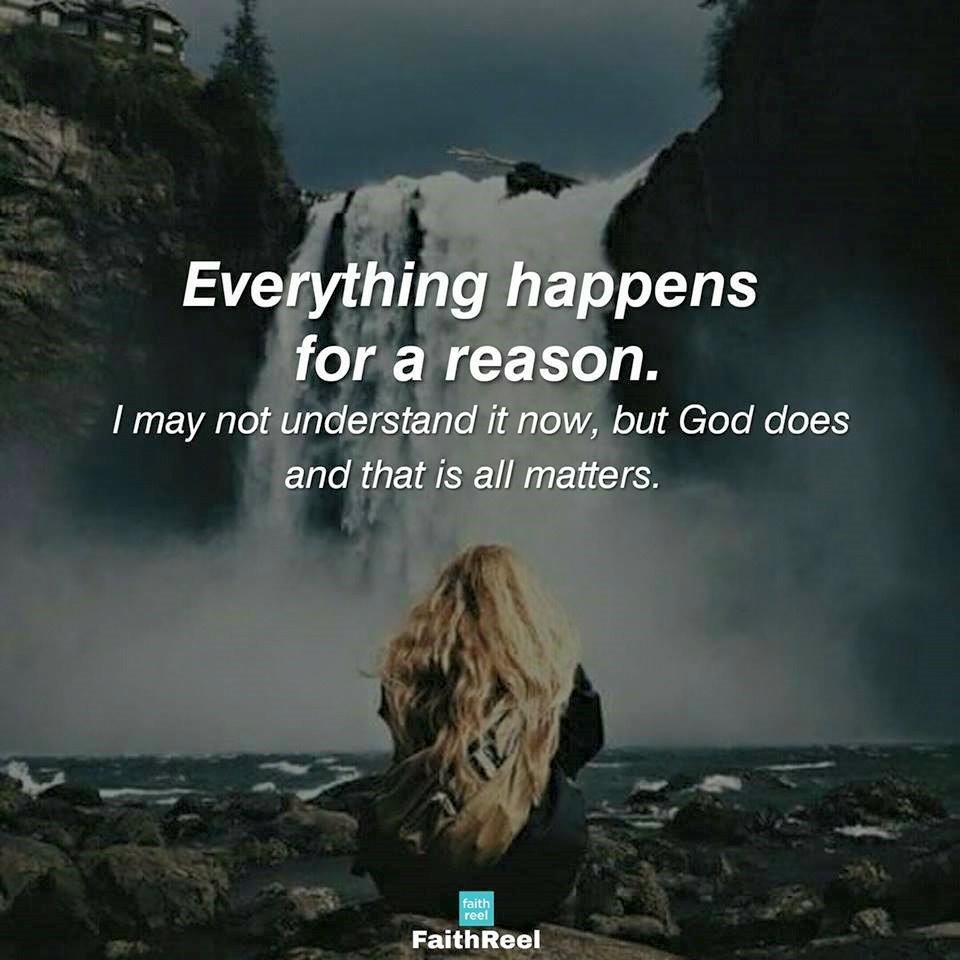 Everything happens
for a reason.
I may not understand it now, but God does
and that is all matters.
faith
reel
FaithReel